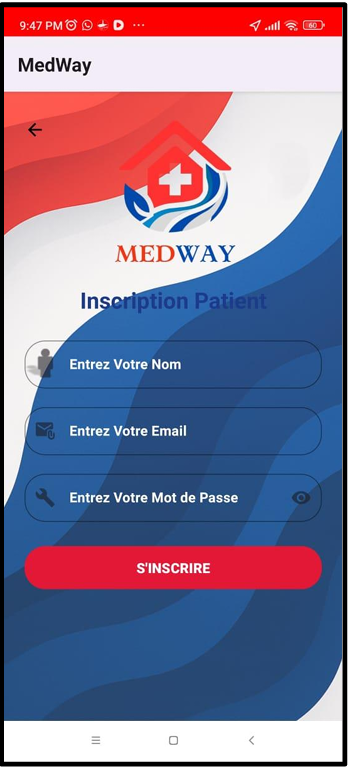 9:47 PM
60
MedWay
MEDWAY
Inscription Patient
Entrez Votre Nom
Entrez Votre Email
Entrez Votre Mot de Passe
S'INSCRIRE